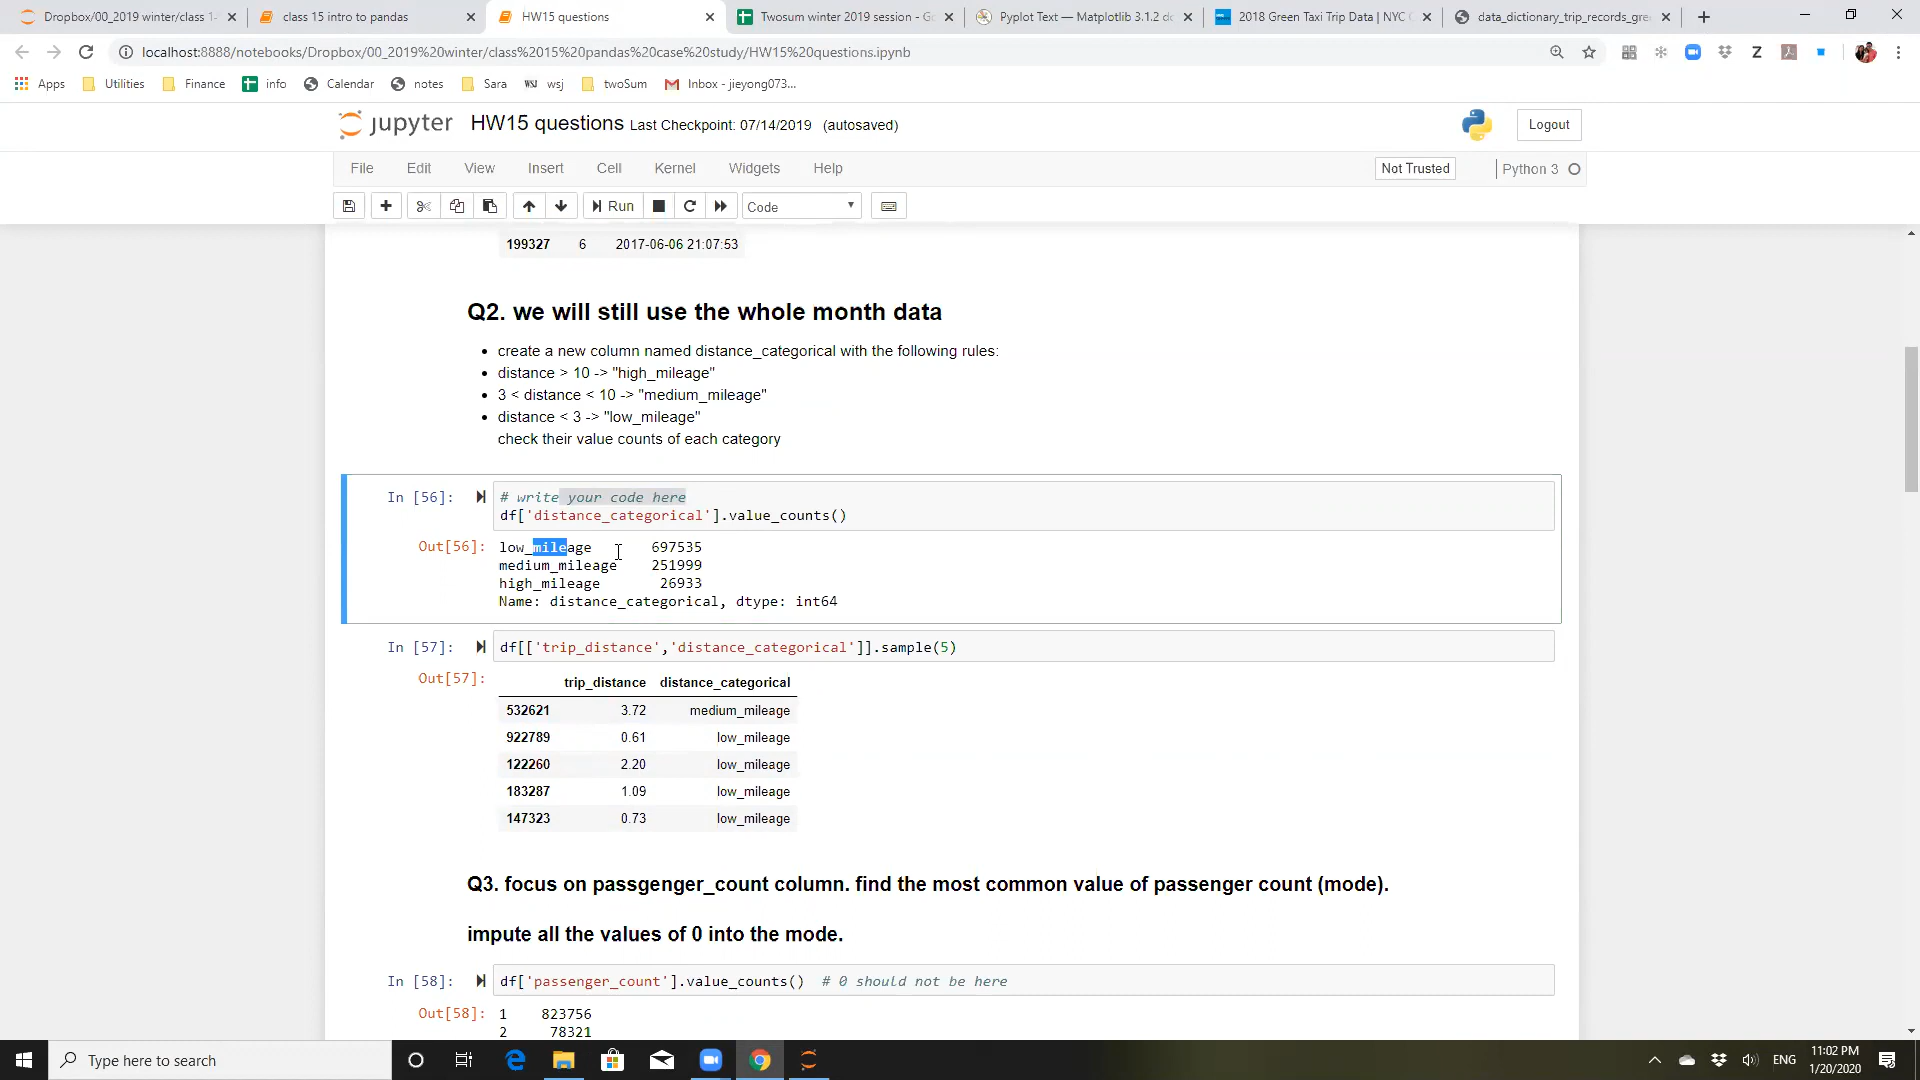 Dropbox/00_2019 winter/class 1
class 15 intro to pandas
HW15 questions
Twosum winter 2019 session - Go
Pyplot Text — Matplotlib 3.1.2 do
2018 Green Taxi Trip Data | NYC
data_dictionary_trip_records_gre
localhost:8888/notebooks/Dropbox/00_2019%20winter/class%2015%20pandas%20case%20study/HW15%20questions.ipynb
Apps Utilities Finance info Calendar notes Sara wsj twoSum Inbox - jieyong073...
jupyter HW15 questions Last Checkpoint: 07/14/2019 (autosaved)
Logout
File Edit View Insert Cell Kernel Widgets Help
Not Trusted Python 3
Run Code
199327 6 2017-06-06 21:07:53
Q2. we will still use the whole month data
• create a new column named distance_categorical with the following rules:
• distance > 10 -> "high_mileage"
• 3 < distance < 10 -> "medium_mileage"
• distance < 3 -> "low_mileage"
check their value counts of each category
In [56]: # write your code here
df['distance_categorical'].value_counts()
Out[56]: low_mileage 697535
medium_mileage 251999
high_mileage 26933
Name: distance_categorical, dtype: int64
In [57]: df[['trip_distance','distance_categorical']].sample(5)
Out[57]:
trip_distance distance_categorical
532621 3.72 medium_mileage
922789 0.61 low_mileage
122260 2.20 low_mileage
183287 1.09 low_mileage
147323 0.73 low_mileage
Q3. focus on passgenger_count column. find the most common value of passenger count (mode).
impute all the values of 0 into the mode.
In [58]: df['passenger_count'].value_counts() # 0 should not be here
Out[58]: 1 823756
2 78321
Type here to search
ENG
11:02 PM
1/20/2020